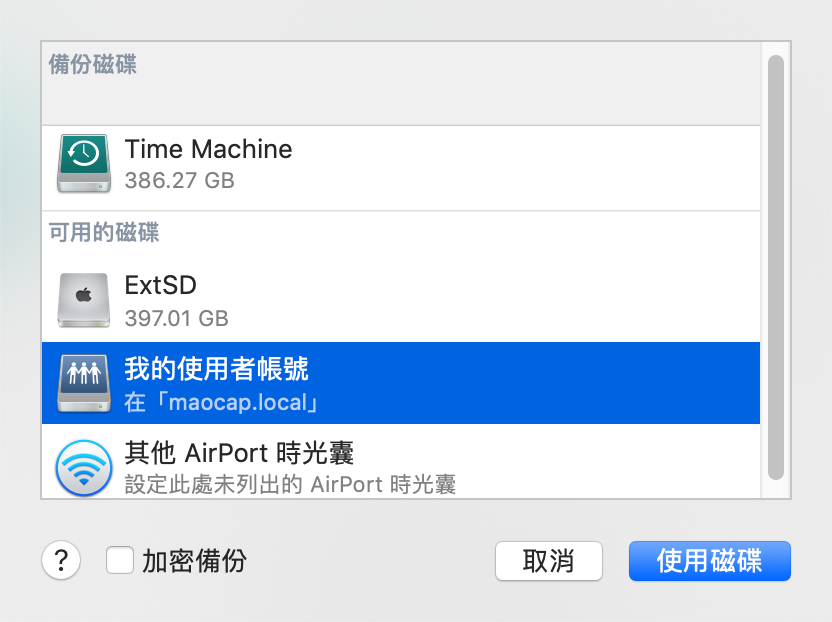 備份磁碟
Time Machine
386.27 GB
可用的磁碟
ExtSD
397.01 GB
我的使用者帳號
在「maocap.local」
其他 AirPort 時光囊
設定此處未列出的 AirPort 時光囊
?
加密備份
取消
使用磁碟